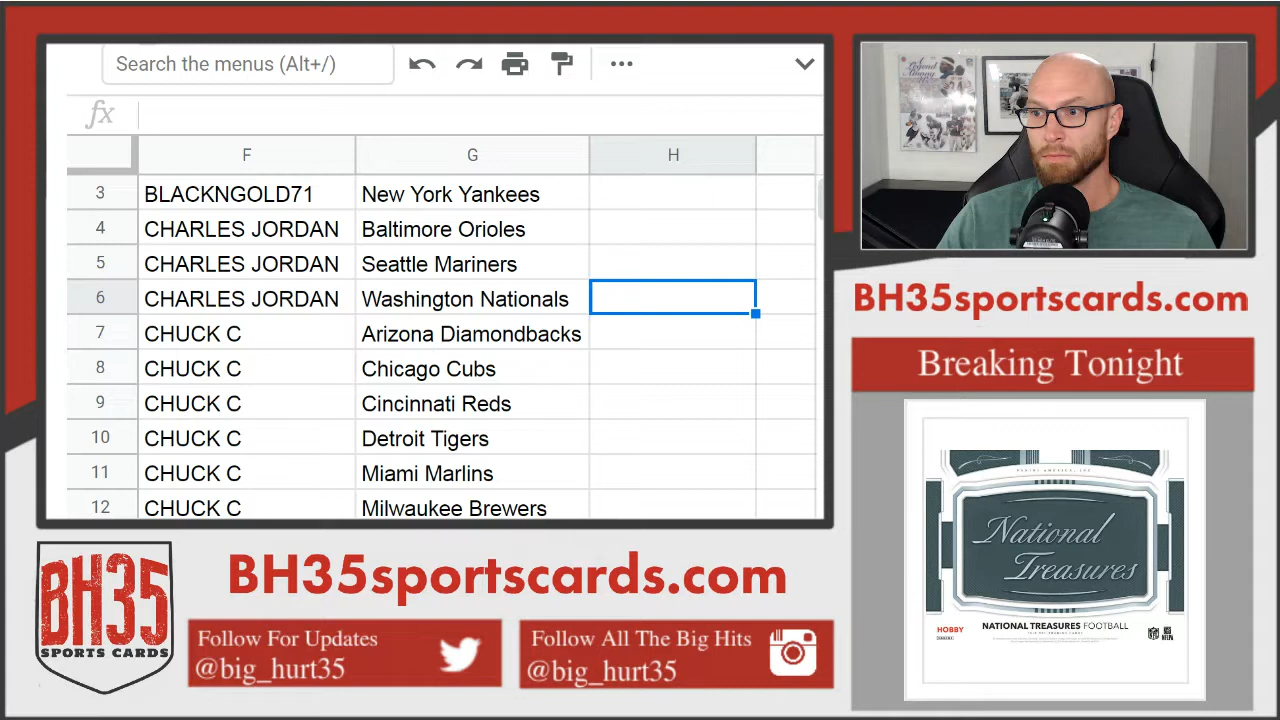 Search the menus (Alt+/)
fx
F G H
3 BLACKNGOLD71 New York Yankees
4 CHARLES JORDAN Baltimore Orioles
5 CHARLES JORDAN Seattle Mariners
6 CHARLES JORDAN Washington Nationals
7 CHUCK C Arizona Diamondbacks
8 CHUCK C Chicago Cubs
9 CHUCK C Cincinnati Reds
10 CHUCK C Detroit Tigers
11 CHUCK C Miami Marlins
12 CHUCK C Milwaukee Brewers
BH35sportscards.com
Breaking Tonight
PANINI AMERICA, INC.
National
Treasures
HOBBY
NATIONAL TREASURES FOOTBALL
BH35
SPORTS CARDS
BH35sportscards.com
Follow For Updates
@big_hurt35
Follow All The Big Hits
@big_hurt35